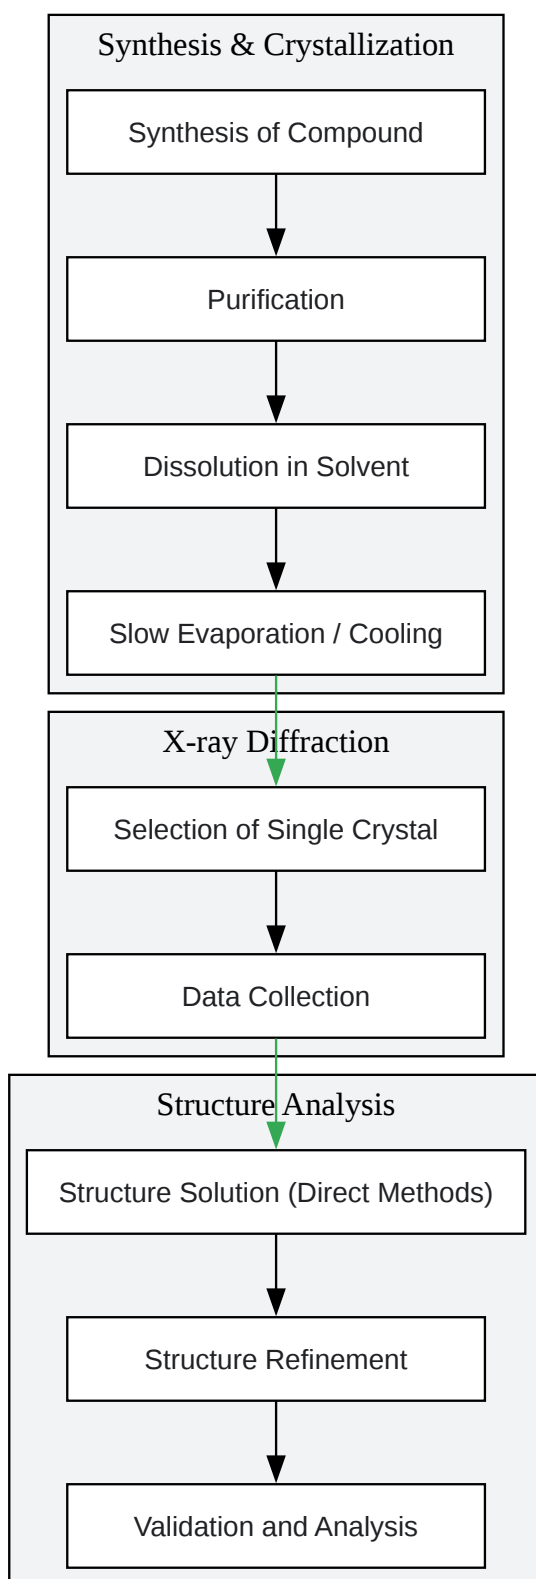 Synthesis & Crystallization
Synthesis of Compound
Purification
Dissolution in Solvent
Slow Evaporation / Cooling
X-ray Diffraction
Selection of Single Crystal
Data Collection
Structure Analysis
Structure Solution (Direct Methods)
Structure Refinement
Validation and Analysis